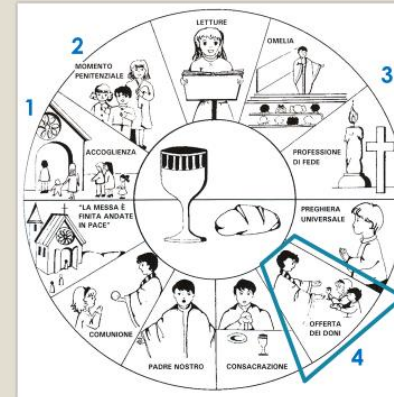 1
ACCOGLIENZA
2
MOMENTO
PENITENZIALE
LETTURE
OMELIA
3
PROFESSIONE
DI FEDE
PREGHIERA
UNIVERSALE
OFFERTA
DEI DONI
4
CONSACRAZIONE
PADRE NOSTRO
COMUNIONE
"LA MESSA È
FINITA ANDATE
IN PACE"